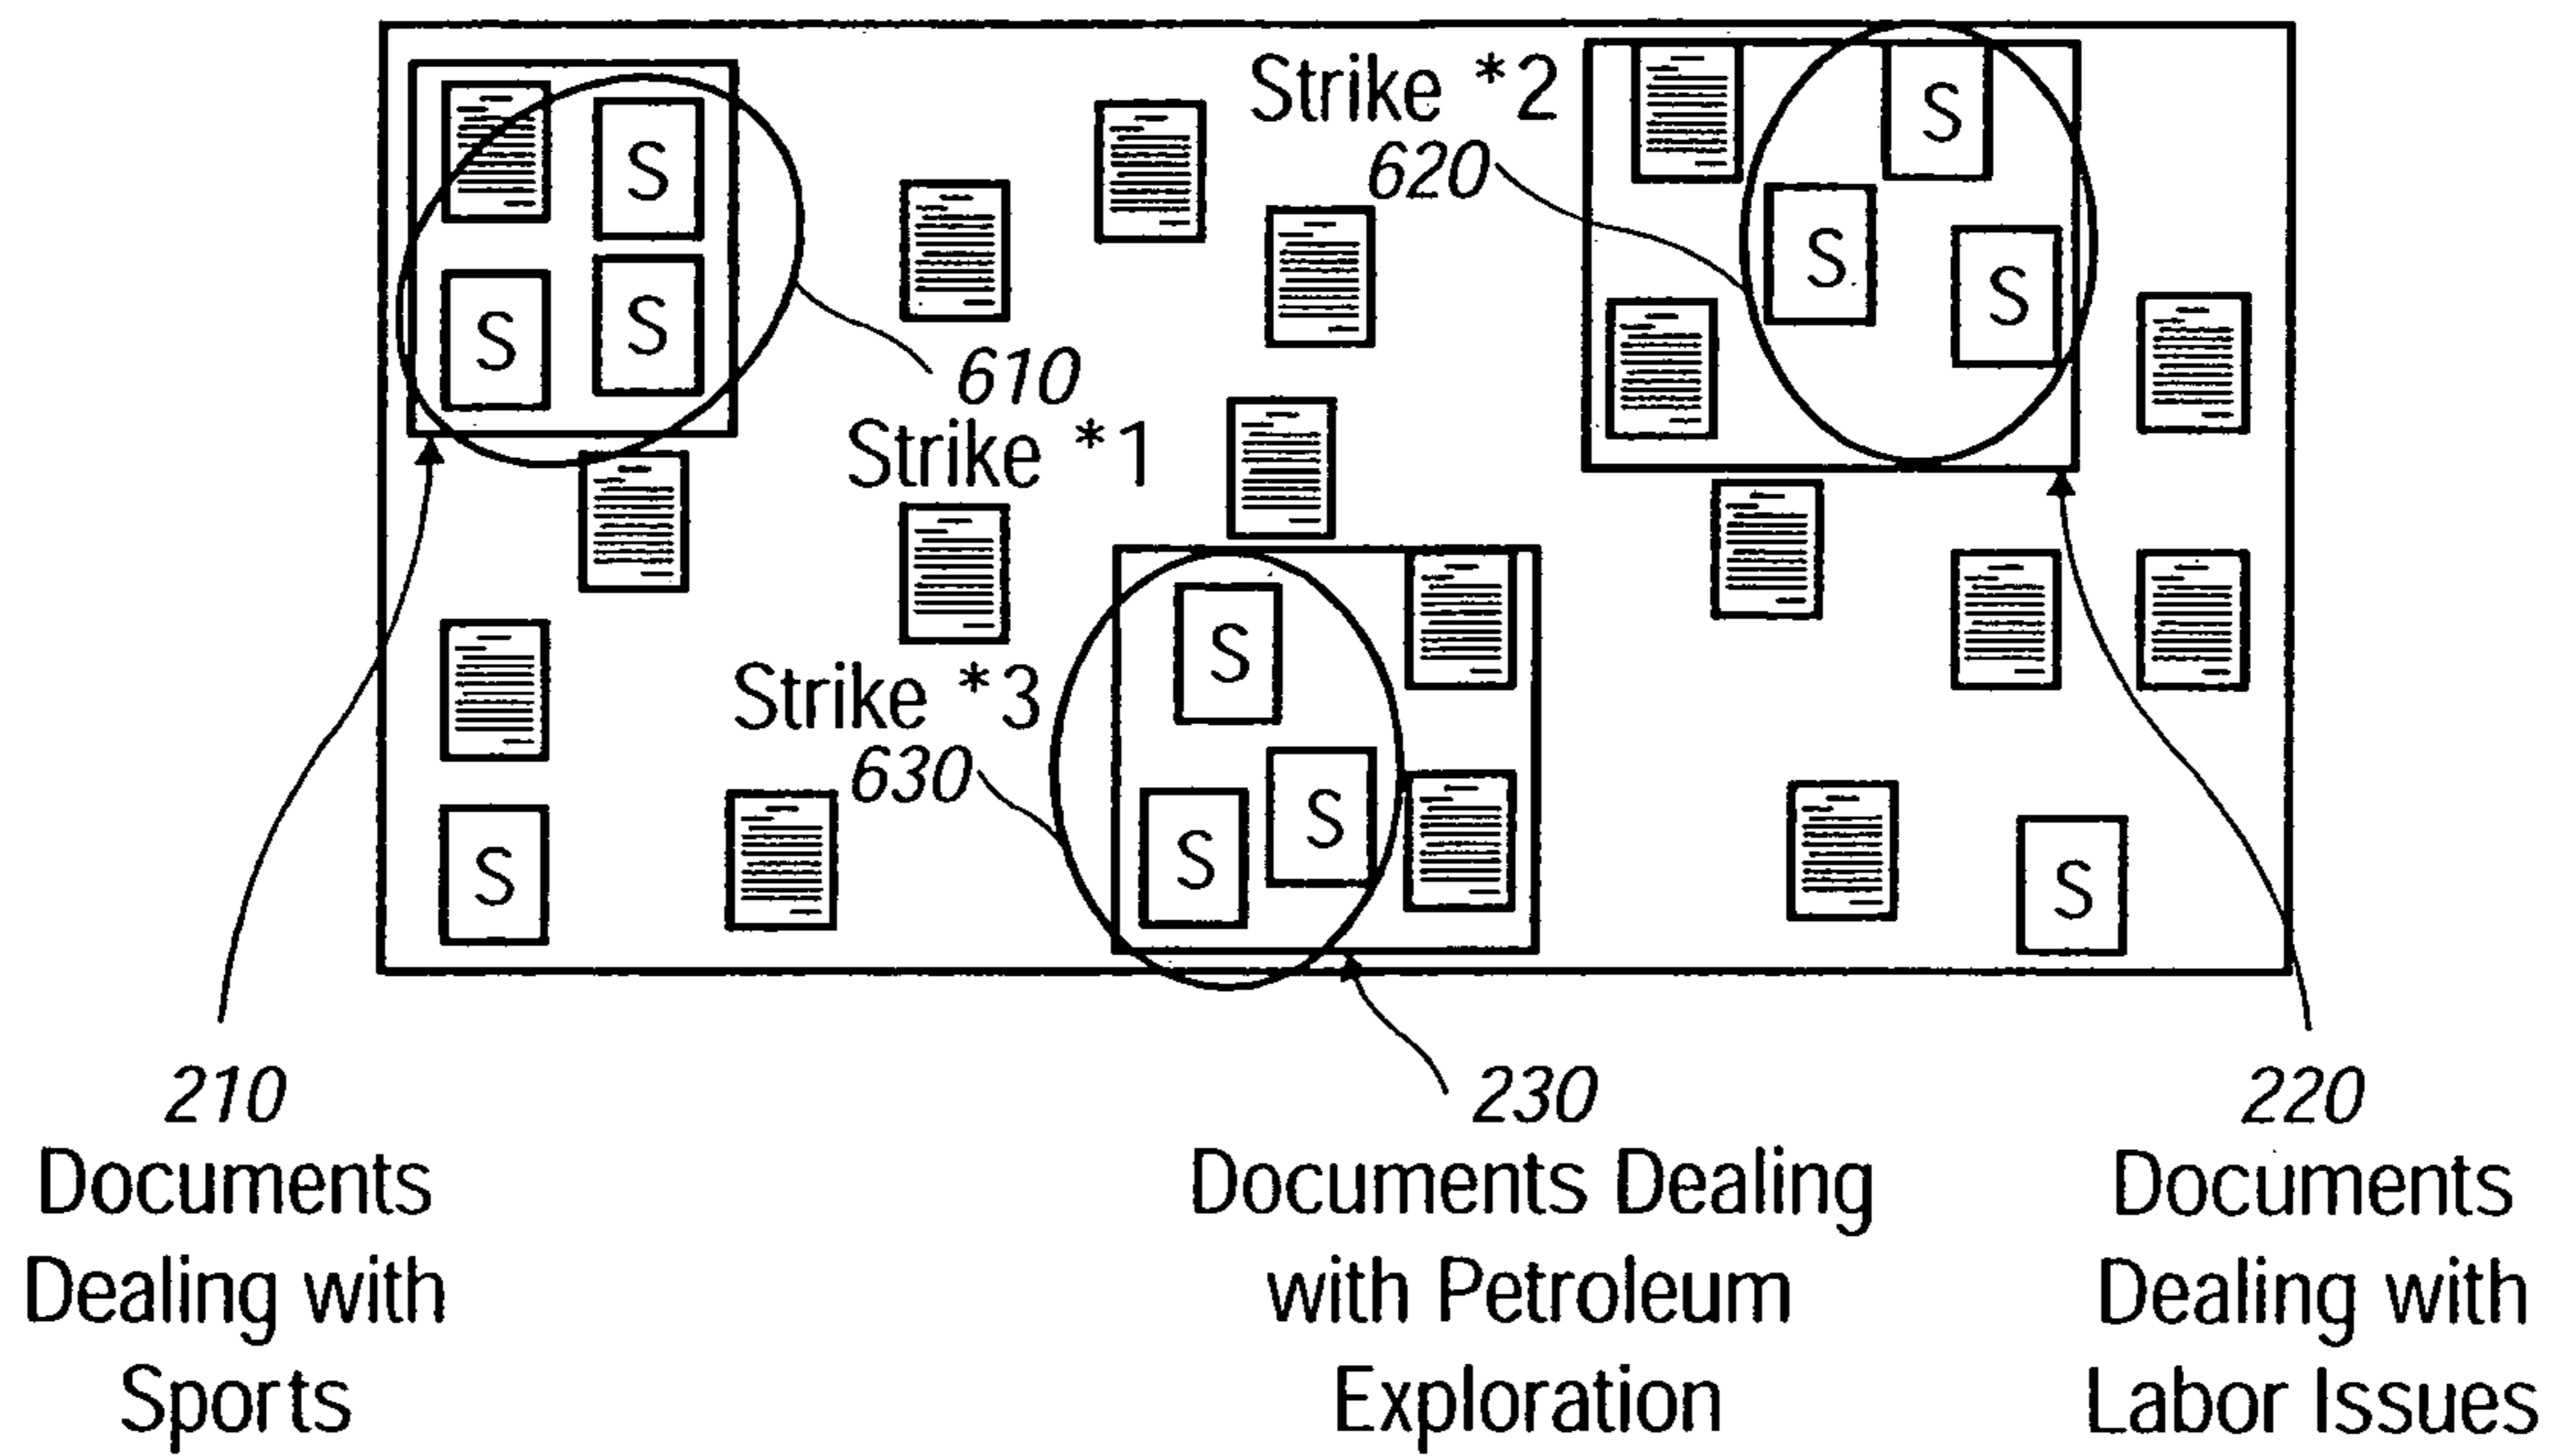 Strike *2
620
S
S
S
S
S
S
610
Strike *1
S
Strike *3
630
S
S
S
S
210
Documents
Dealing with
Sports
230
Documents Dealing
with Petroleum
Exploration
220
Documents
Dealing with
Labor Issues